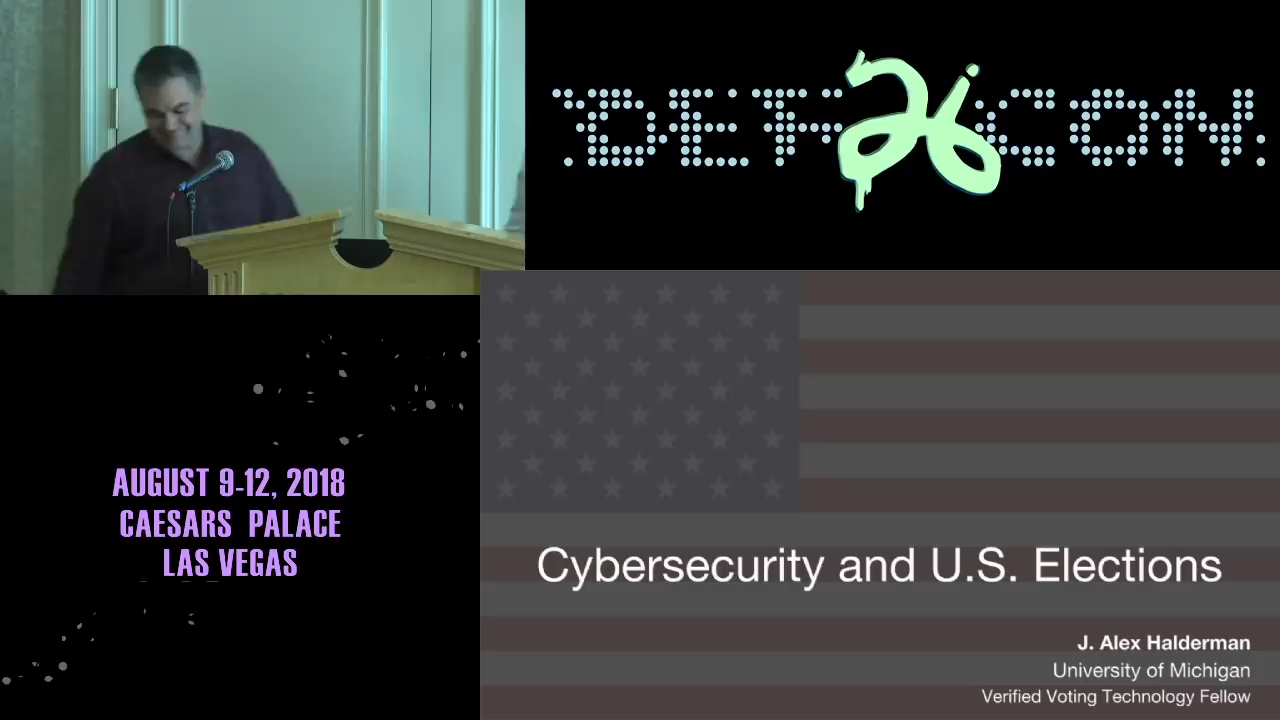 DEF 26 CON
AUGUST 9-12, 2018
CAESARS PALACE
LAS VEGAS
Cybersecurity and U.S. Elections
J. Alex Halderman
University of Michigan
Verified Voting Technology Fellow